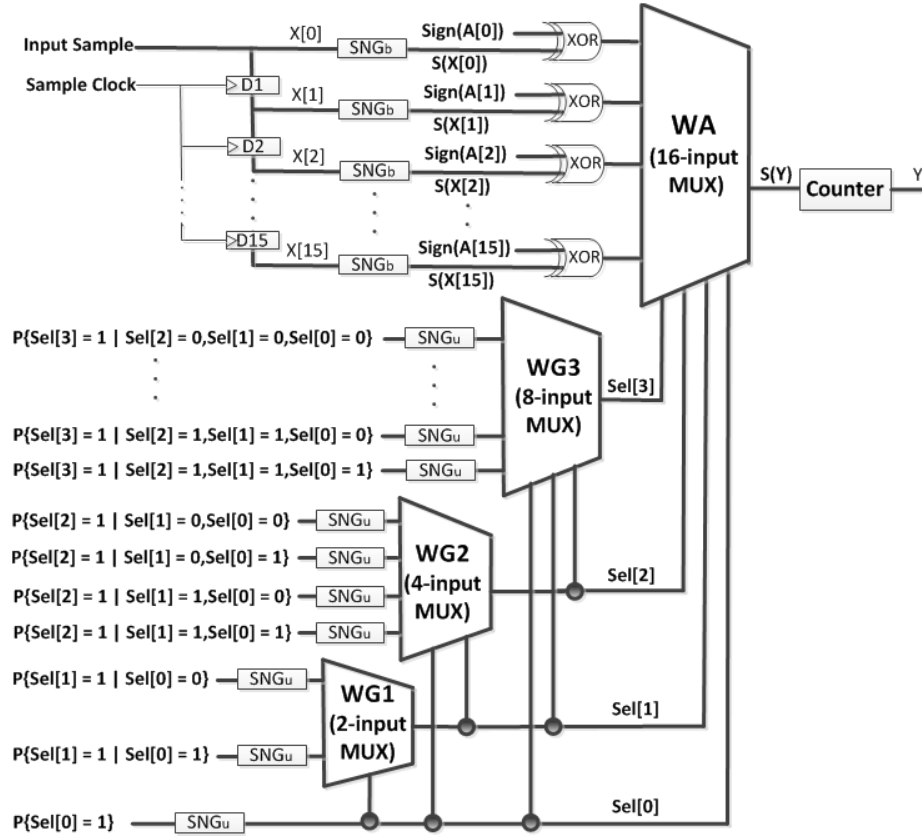 Input Sample
X[0]
SNGb
Sign(A[0])
S(X[0])
XOR
Sample Clock
D1
X[1]
SNGb
Sign(A[1])
S(X[1])
XOR
D2
X[2]
SNGb
Sign(A[2])
S(X[2])
XOR
D15
X[15]
SNGb
Sign(A[15])
S(X[15])
XOR
WA
(16-input
MUX)
S(Y)
Counter
Y
P{Sel[3] = 1 | Sel[2] = 0,Sel[1] = 0,Sel[0] = 0}
SNGu
P{Sel[3] = 1 | Sel[2] = 1,Sel[1] = 1,Sel[0] = 0}
SNGu
P{Sel[3] = 1 | Sel[2] = 1,Sel[1] = 1,Sel[0] = 1}
SNGu
WG3
(8-input
MUX)
Sel[3]
P{Sel[2] = 1 | Sel[1] = 0,Sel[0] = 0}
SNGu
P{Sel[2] = 1 | Sel[1] = 0,Sel[0] = 1}
SNGu
P{Sel[2] = 1 | Sel[1] = 1,Sel[0] = 0}
SNGu
P{Sel[2] = 1 | Sel[1] = 1,Sel[0] = 1}
SNGu
WG2
(4-input
MUX)
Sel[2]
P{Sel[1] = 1 | Sel[0] = 0}
SNGu
P{Sel[1] = 1 | Sel[0] = 1}
SNGu
WG1
(2-input
MUX)
Sel[1]
P{Sel[0] = 1}
SNGu
Sel[0]